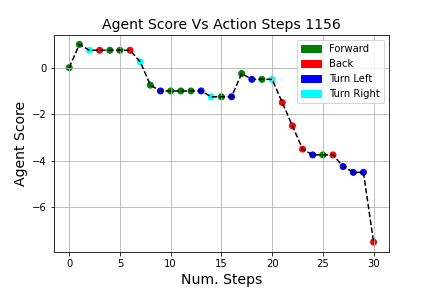 Agent Score Vs Action Steps 1156
Agent Score
0
−2
−4
−6
Forward
Back
Turn Left
Turn Right
0 5 10 15 20 25 30
Num. Steps